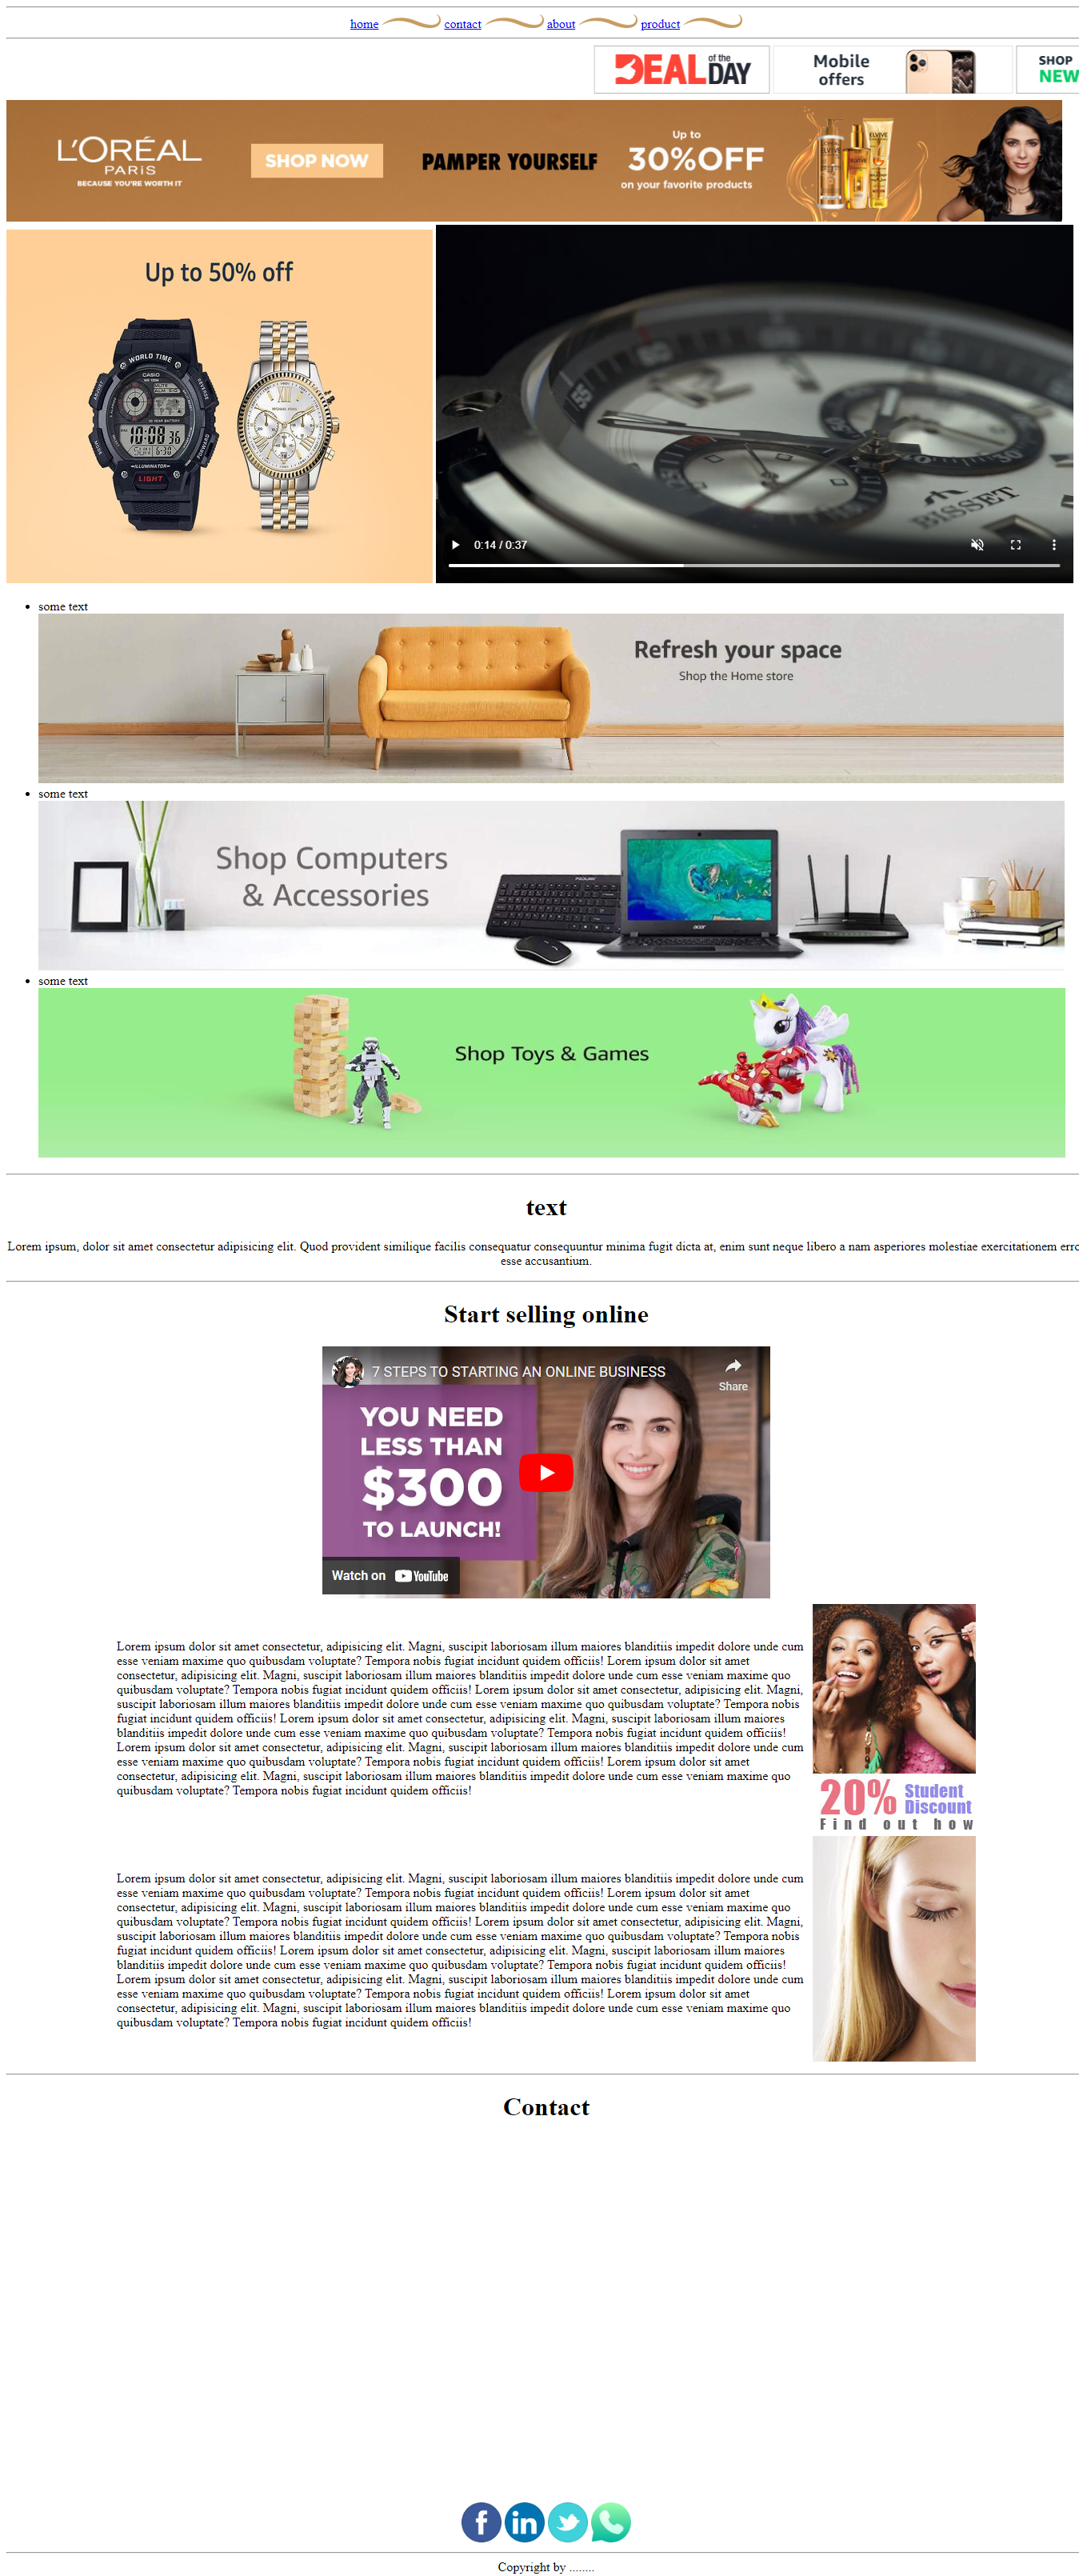 home contact about product
DEAL of the DAY
Mobile offers
SHOP NEW
L'ORÉAL
PARIS
BECAUSE YOU'RE WORTH IT
SHOP NOW
PAMPER YOURSELF
Up to
30%OFF
on your favorite products
Up to 50% off
WORLD TIME
CASIO
10 YEAR BATTERY
10:08 36
SUN 6-30
ILLUMINATOR
LIGHT
BISSET
0:14 / 0:37
some text
Refresh your space
Shop the Home store
some text
Shop Computers
& Accessories
acer
some text
Shop Toys & Games
text
Lorem ipsum, dolor sit amet consectetur adipisicing elit. Quod provident similique facilis consequatur consequuntur minima fugit dicta at, enim sunt neque libero a nam asperiores molestiae exercitationem erro
esse accusantium.
Start selling online
7 STEPS TO STARTING AN ONLINE BUSINESS
Share
YOU NEED
LESS THAN
$300
TO LAUNCH!
Watch on YouTube
Lorem ipsum dolor sit amet consectetur, adipisicing elit. Magni, suscipit laboriosam illum maiores blanditiis impedit dolore unde cum
esse veniam maxime quo quibusdam voluptate? Tempora nobis fugiat incidunt quidem officiis! Lorem ipsum dolor sit amet
consectetur, adipisicing elit. Magni, suscipit laboriosam illum maiores blanditiis impedit dolore unde cum esse veniam maxime quo
quibusdam voluptate? Tempora nobis fugiat incidunt quidem officiis! Lorem ipsum dolor sit amet consectetur, adipisicing elit. Magni,
suscipit laboriosam illum maiores blanditiis impedit dolore unde cum esse veniam maxime quo quibusdam voluptate? Tempora nobis
fugiat incidunt quidem officiis! Lorem ipsum dolor sit amet consectetur, adipisicing elit. Magni, suscipit laboriosam illum maiores
blanditiis impedit dolore unde cum esse veniam maxime quo quibusdam voluptate? Tempora nobis fugiat incidunt quidem officiis!
Lorem ipsum dolor sit amet consectetur, adipisicing elit. Magni, suscipit laboriosam illum maiores blanditiis impedit dolore unde cum
esse veniam maxime quo quibusdam voluptate? Tempora nobis fugiat incidunt quidem officiis! Lorem ipsum dolor sit amet
consectetur, adipisicing elit. Magni, suscipit laboriosam illum maiores blanditiis impedit dolore unde cum esse veniam maxime quo
quibusdam voluptate? Tempora nobis fugiat incidunt quidem officiis!
20% Student Discount
Find out how
Lorem ipsum dolor sit amet consectetur, adipisicing elit. Magni, suscipit laboriosam illum maiores blanditiis impedit dolore unde cum
esse veniam maxime quo quibusdam voluptate? Tempora nobis fugiat incidunt quidem officiis! Lorem ipsum dolor sit amet
consectetur, adipisicing elit. Magni, suscipit laboriosam illum maiores blanditiis impedit dolore unde cum esse veniam maxime quo
quibusdam voluptate? Tempora nobis fugiat incidunt quidem officiis! Lorem ipsum dolor sit amet consectetur, adipisicing elit. Magni,
suscipit laboriosam illum maiores blanditiis impedit dolore unde cum esse veniam maxime quo quibusdam voluptate? Tempora nobis
fugiat incidunt quidem officiis! Lorem ipsum dolor sit amet consectetur, adipisicing elit. Magni, suscipit laboriosam illum maiores
blanditiis impedit dolore unde cum esse veniam maxime quo quibusdam voluptate? Tempora nobis fugiat incidunt quidem officiis!
Lorem ipsum dolor sit amet consectetur, adipisicing elit. Magni, suscipit laboriosam illum maiores blanditiis impedit dolore unde cum
esse veniam maxime quo quibusdam voluptate? Tempora nobis fugiat incidunt quidem officiis! Lorem ipsum dolor sit amet
consectetur, adipisicing elit. Magni, suscipit laboriosam illum maiores blanditiis impedit dolore unde cum esse veniam maxime quo
quibusdam voluptate? Tempora nobis fugiat incidunt quidem officiis!
Contact
f in
Copyright by ........